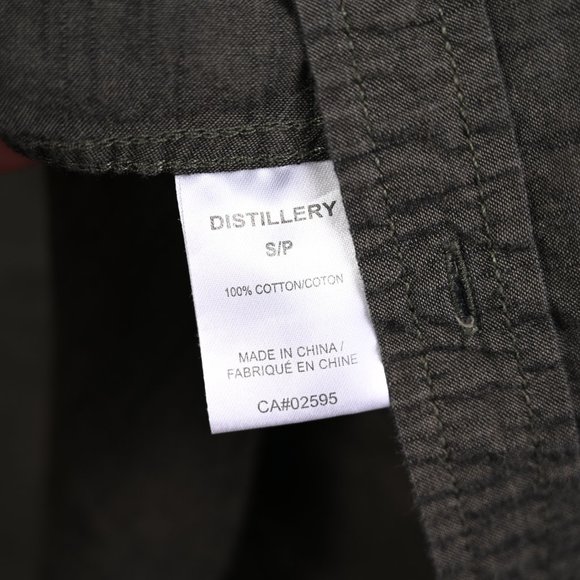 DISTILLERY
S/P
100% COTTON/COTON
MADE IN CHINA /
FABRIQUÉ EN CHINE
CA#02595